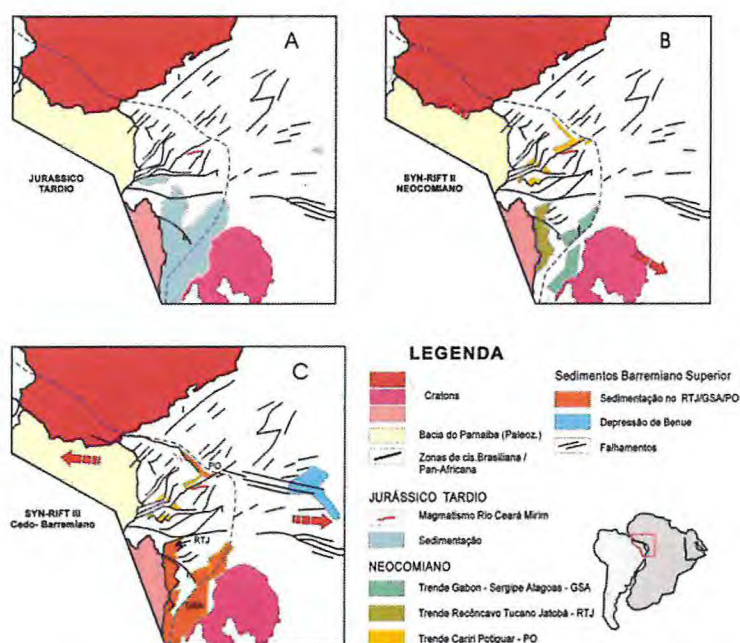 A
JURASSICO
TARDIO
B
SYN-RIFT II
NEOCOMIANO
C
PO
SYN-RIFT III
Cedo- Barremiano
RTJ
GSA
LEGENDA
Cratons
Bacia do Parnaiba (Paleoz.)
Zonas de cis.Brasiliana /
Pan-Africana
JURÁSSICO TARDIO
Magmatismo Rio Ceará Mirim
Sedimentação
NEOCOMIANO
Trende Gabon - Sergipe Alagoas - GSA
Trende Recôncavo Tucano Jatobá - RTJ
Trende Cariri Potiguar - PO
Sedimentos Barremiano Superior
Sedimentação no RTJ/GSA/PO
Depressão de Benue
Falhamentos